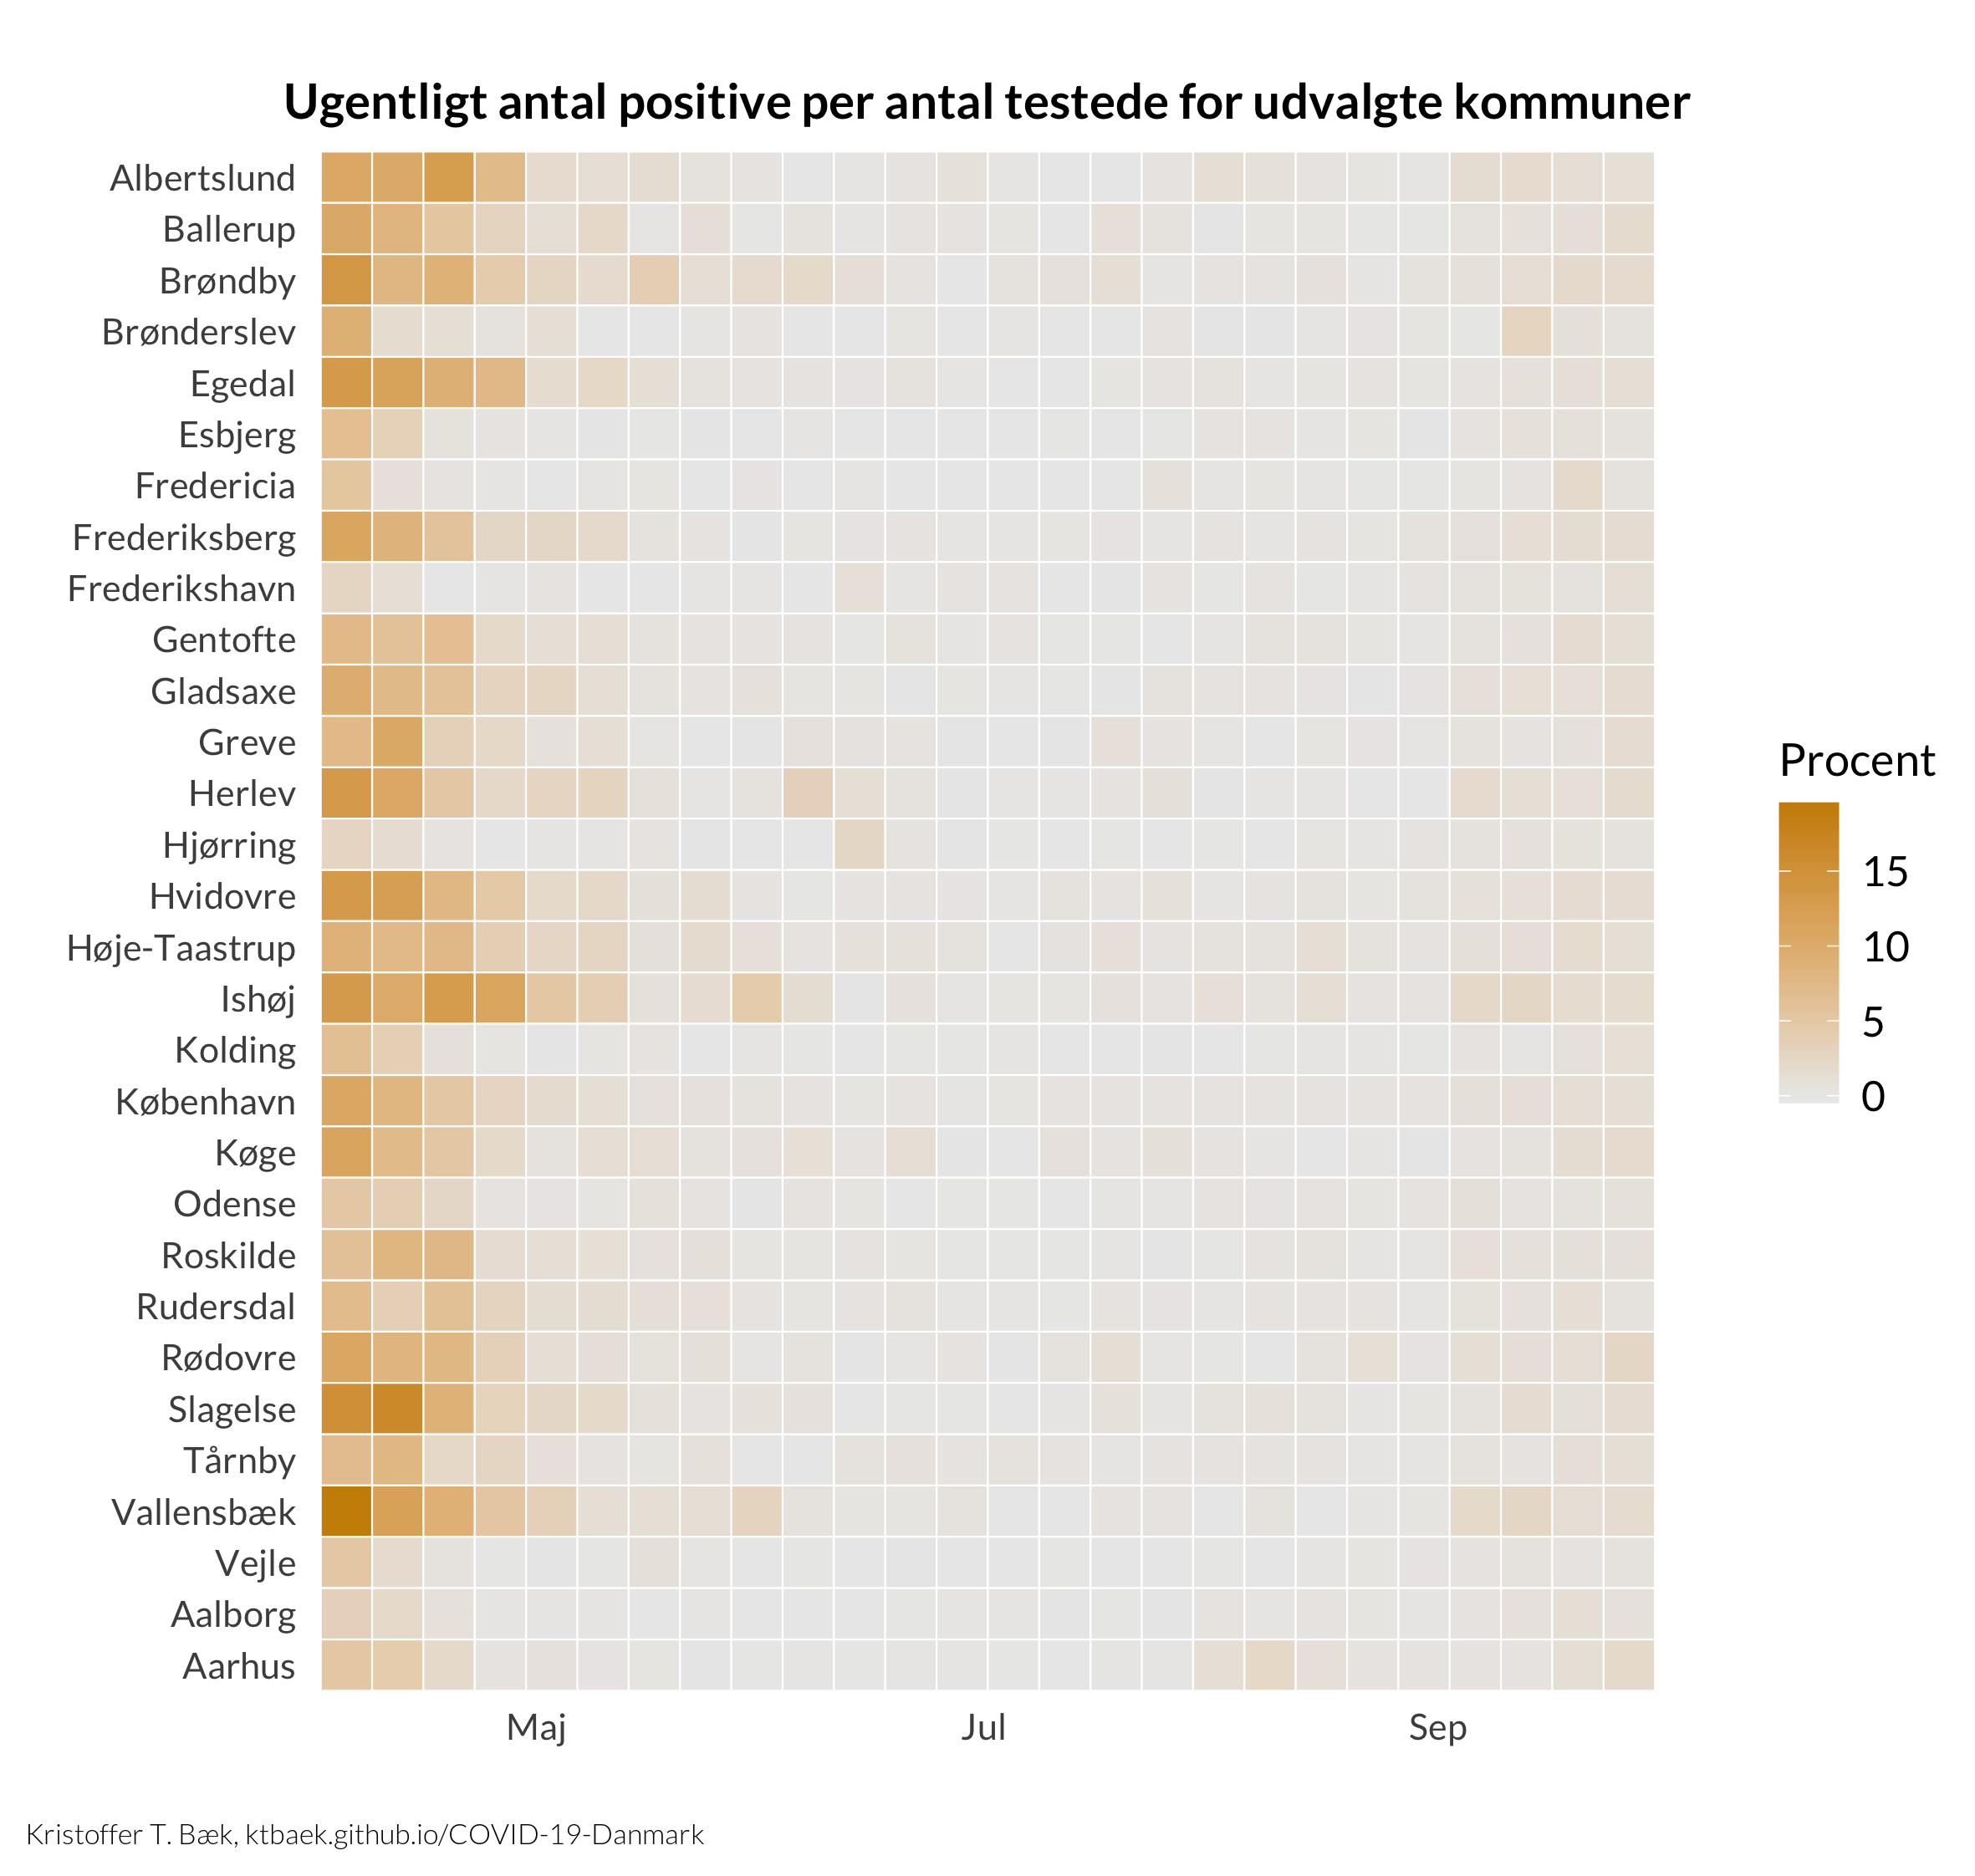 Ugentligt antal positive per antal testede for udvalgte kommuner
Albertslund
Ballerup
Brøndby
Brønderslev
Egedal
Esbjerg
Fredericia
Frederiksberg
Frederikshavn
Gentofte
Gladsaxe
Greve
Herlev
Hjørring
Hvidovre
Høje-Taastrup
Ishøj
Kolding
København
Køge
Odense
Roskilde
Rudersdal
Rødovre
Slagelse
Tårnby
Vallensbæk
Vejle
Aalborg
Aarhus
Maj Jul Sep
Procent
15
10
5
0
Kristoffer T. Bæk, ktbaek.github.io/COVID-19-Danmark